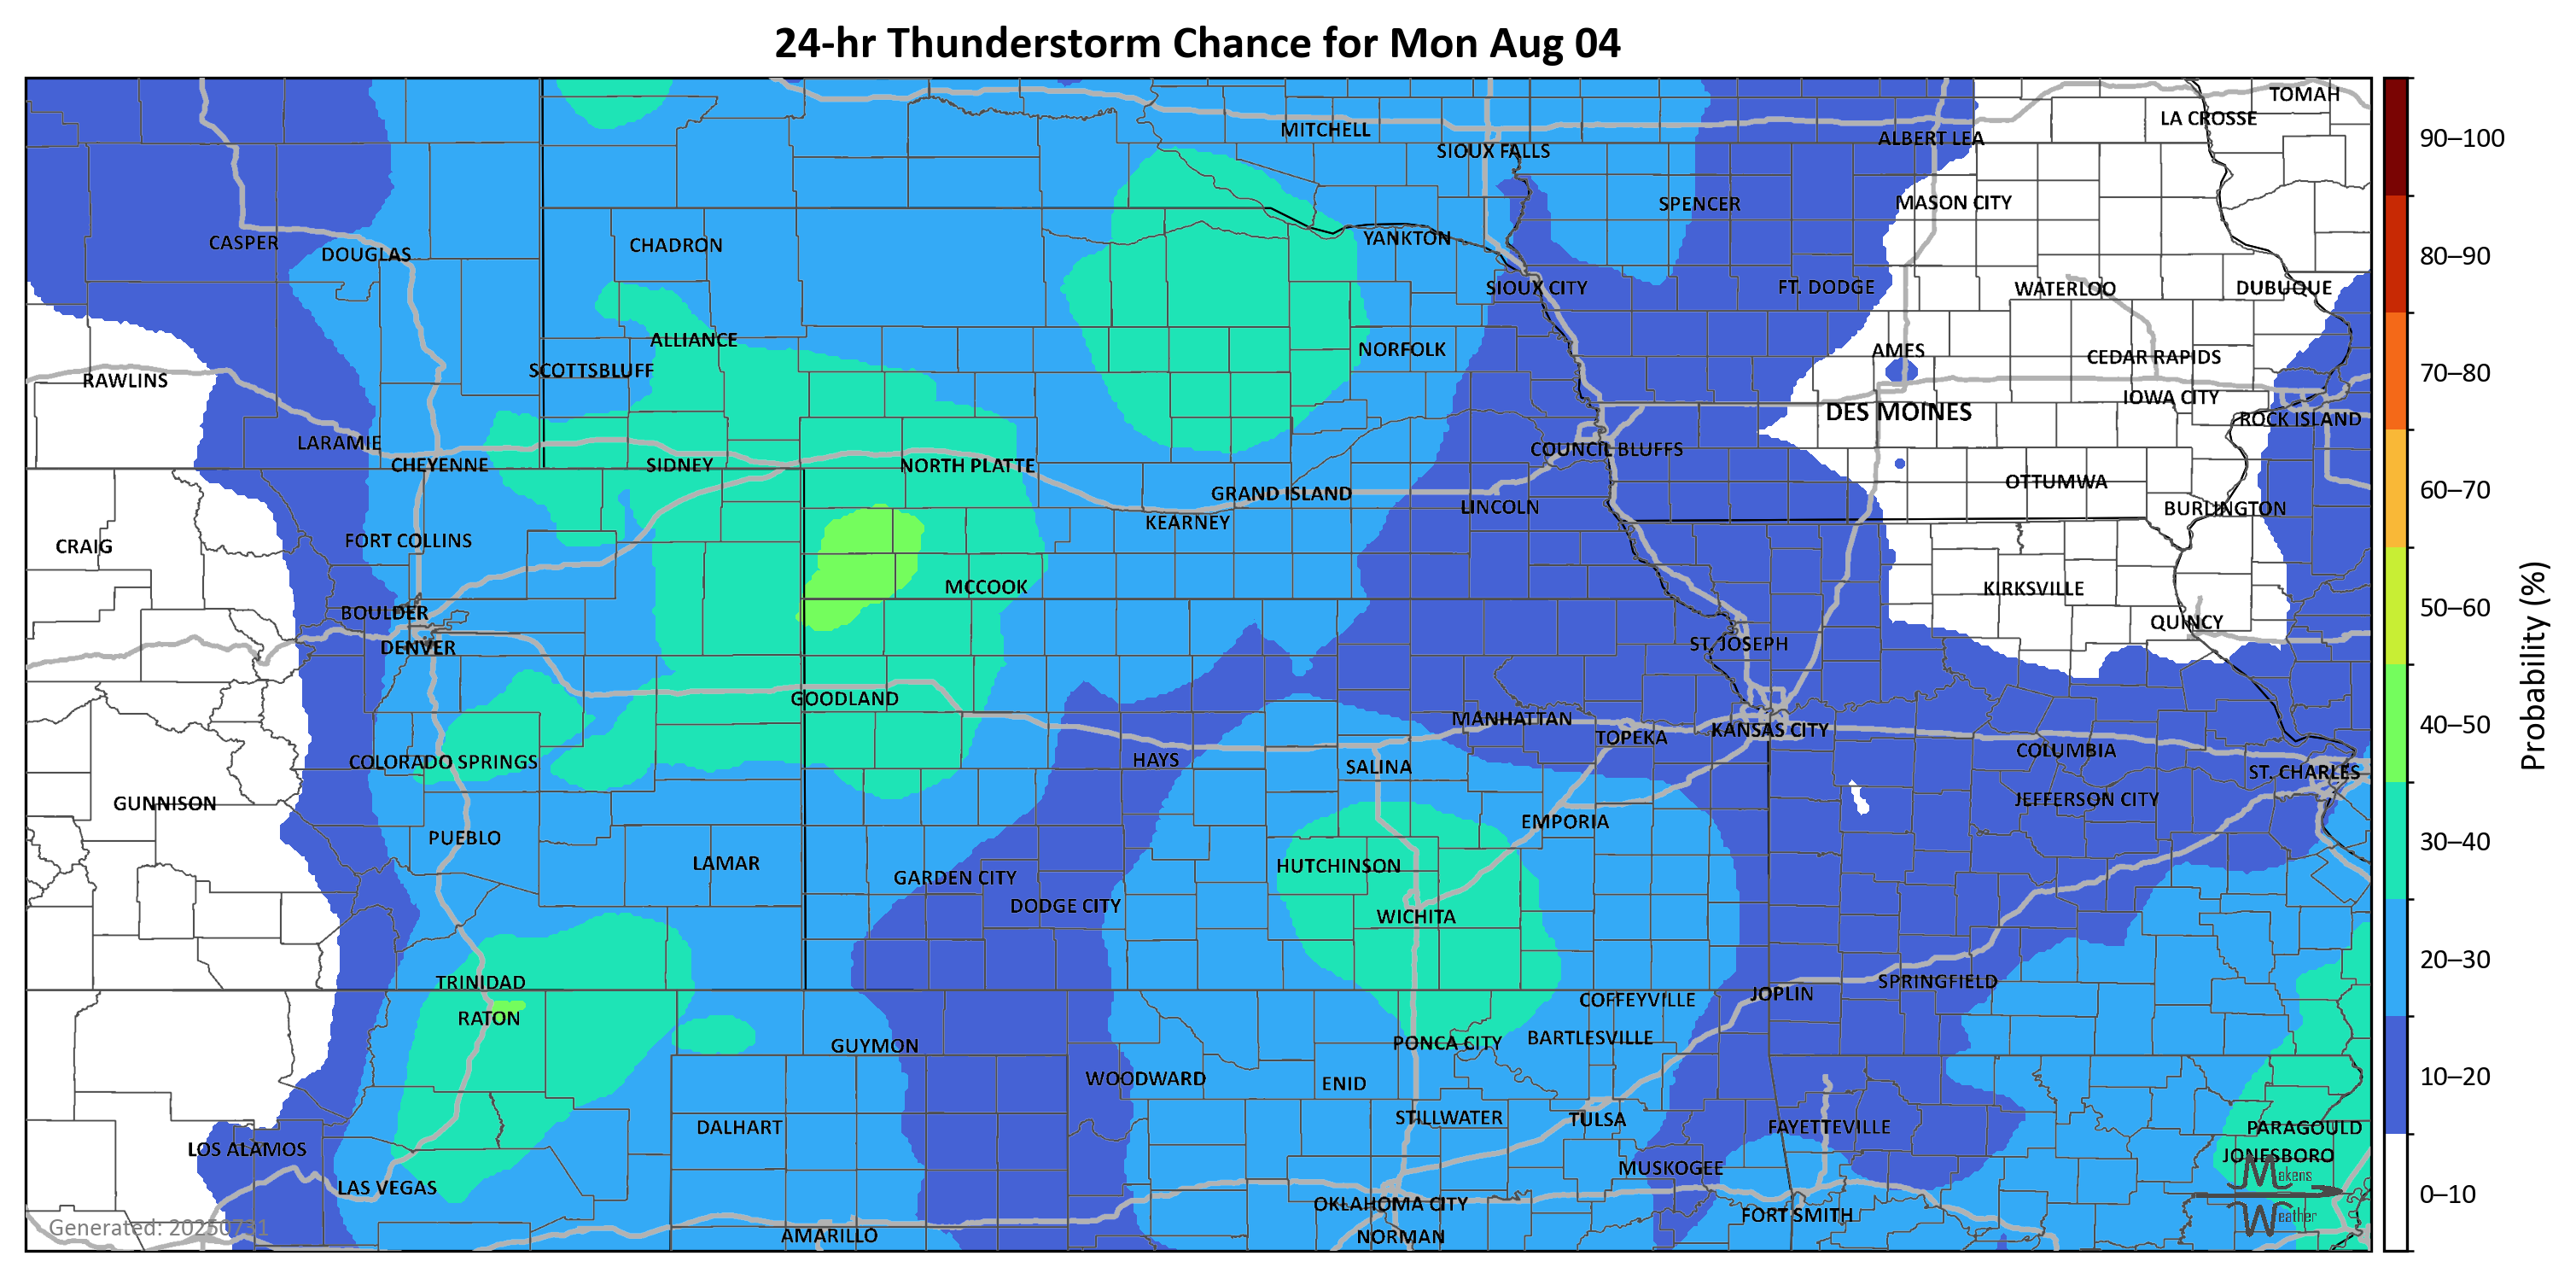 24-hr Thunderstorm Chance for Mon Aug 04
TOMAH
LA CROSSE
MITCHELL
ALBERT LEA
SIOUX FALLS
SPENCER
MASON CITY
CASPER
DOUGLAS
CHADRON
YANKTON
SIOUX CITY
FT. DODGE
WATERLOO
DUBUQUE
ALLIANCE
NORFOLK
AMES
CEDAR RAPIDS
RAWLINS
SCOTTSBLUFF
IOWA CITY
DES MOINES
ROCK ISLAND
LARAMIE
CHEYENNE
SIDNEY
NORTH PLATTE
COUNCIL BLUFFS
GRAND ISLAND
OTTUMWA
LINCOLN
BURLINGTON
KEARNEY
CRAIG
FORT COLLINS
MCCOOK
KIRKSVILLE
BOULDER
QUINCY
DENVER
ST. JOSEPH
GOODLAND
MANHATTAN
TOPEKA
KANSAS CITY
COLUMBIA
COLORADO SPRINGS
HAYS
SALINA
ST. CHARLES
GUNNISON
JEFFERSON CITY
PUEBLO
EMPORIA
LAMAR
HUTCHINSON
GARDEN CITY
DODGE CITY
WICHITA
TRINIDAD
SPRINGFIELD
JOPLIN
COFFEYVILLE
RATON
GUYMON
PONCA CITY
BARTLESVILLE
WOODWARD
ENID
STILLWATER
TULSA
DALHART
FAYETTEVILLE
PARAGOULD
LOS ALAMOS
JONESBORO
MUSKOGEE
LAS VEGAS
OKLAHOMA CITY
FORT SMITH
AMARILLO
NORMAN
Generated: 20250731
Makens
Weather
90–100
80–90
70–80
60–70
50–60
40–50
30–40
20–30
10–20
0–10
Probability (%)